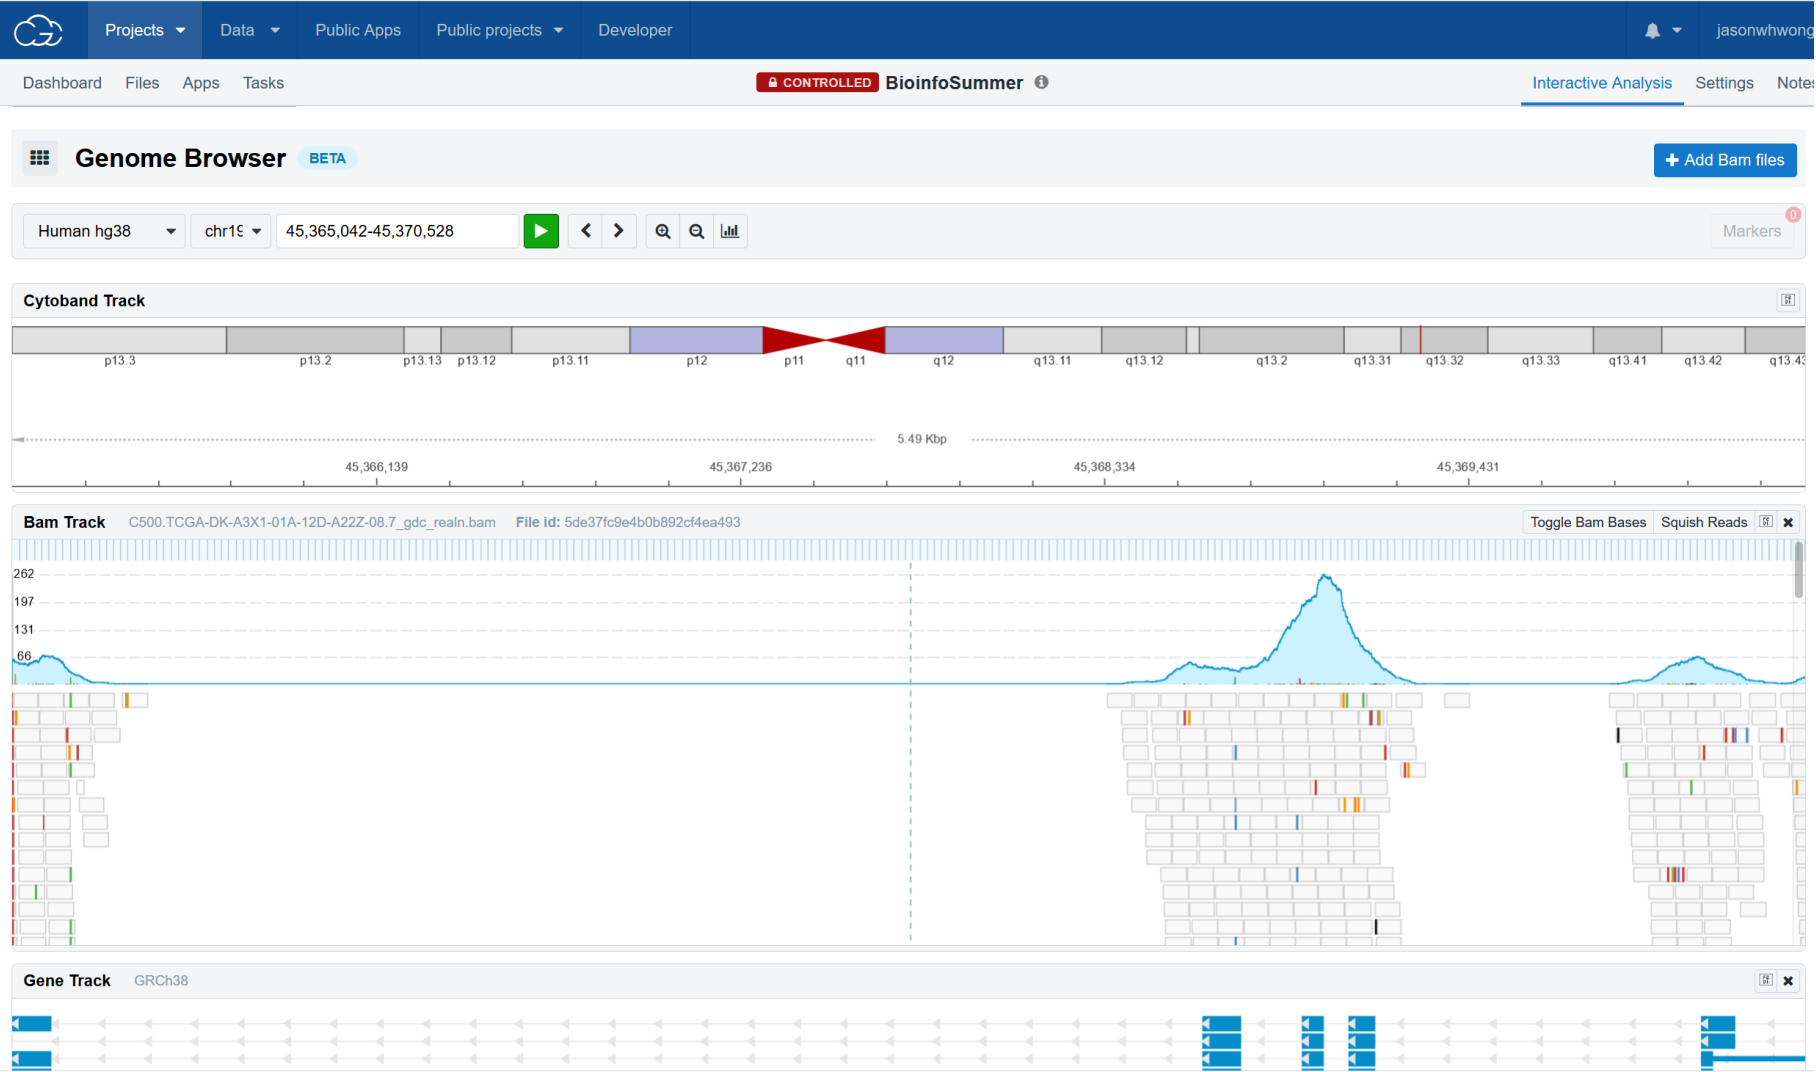 Projects Data Public Apps Public projects Developer jasonwhwong
Dashboard Files Apps Tasks CONTROLLED BioinfoSummer Interactive Analysis Settings Notes
Genome Browser BETA + Add Bam files
Human hg38 chr19 45,365,042-45,370,528 Markers 0
Cytoband Track
p13.3 p13.2 p13.13 p13.12 p13.11 p12 p11 q11 q12 q13.11 q13.12 q13.2 q13.31 q13.32 q13.33 q13.41 q13.42 q13.43
5.49 Kbp
45,366,139 45,367,236 45,368,334 45,369,431
Bam Track C500.TCGA-DK-A3X1-01A-12D-A22Z-08.7_gdc_realn.bam File id: 5de37fc9e4b0b892cf4ea493 Toggle Bam Bases Squish Reads
262
197
131
66
Gene Track GRCh38